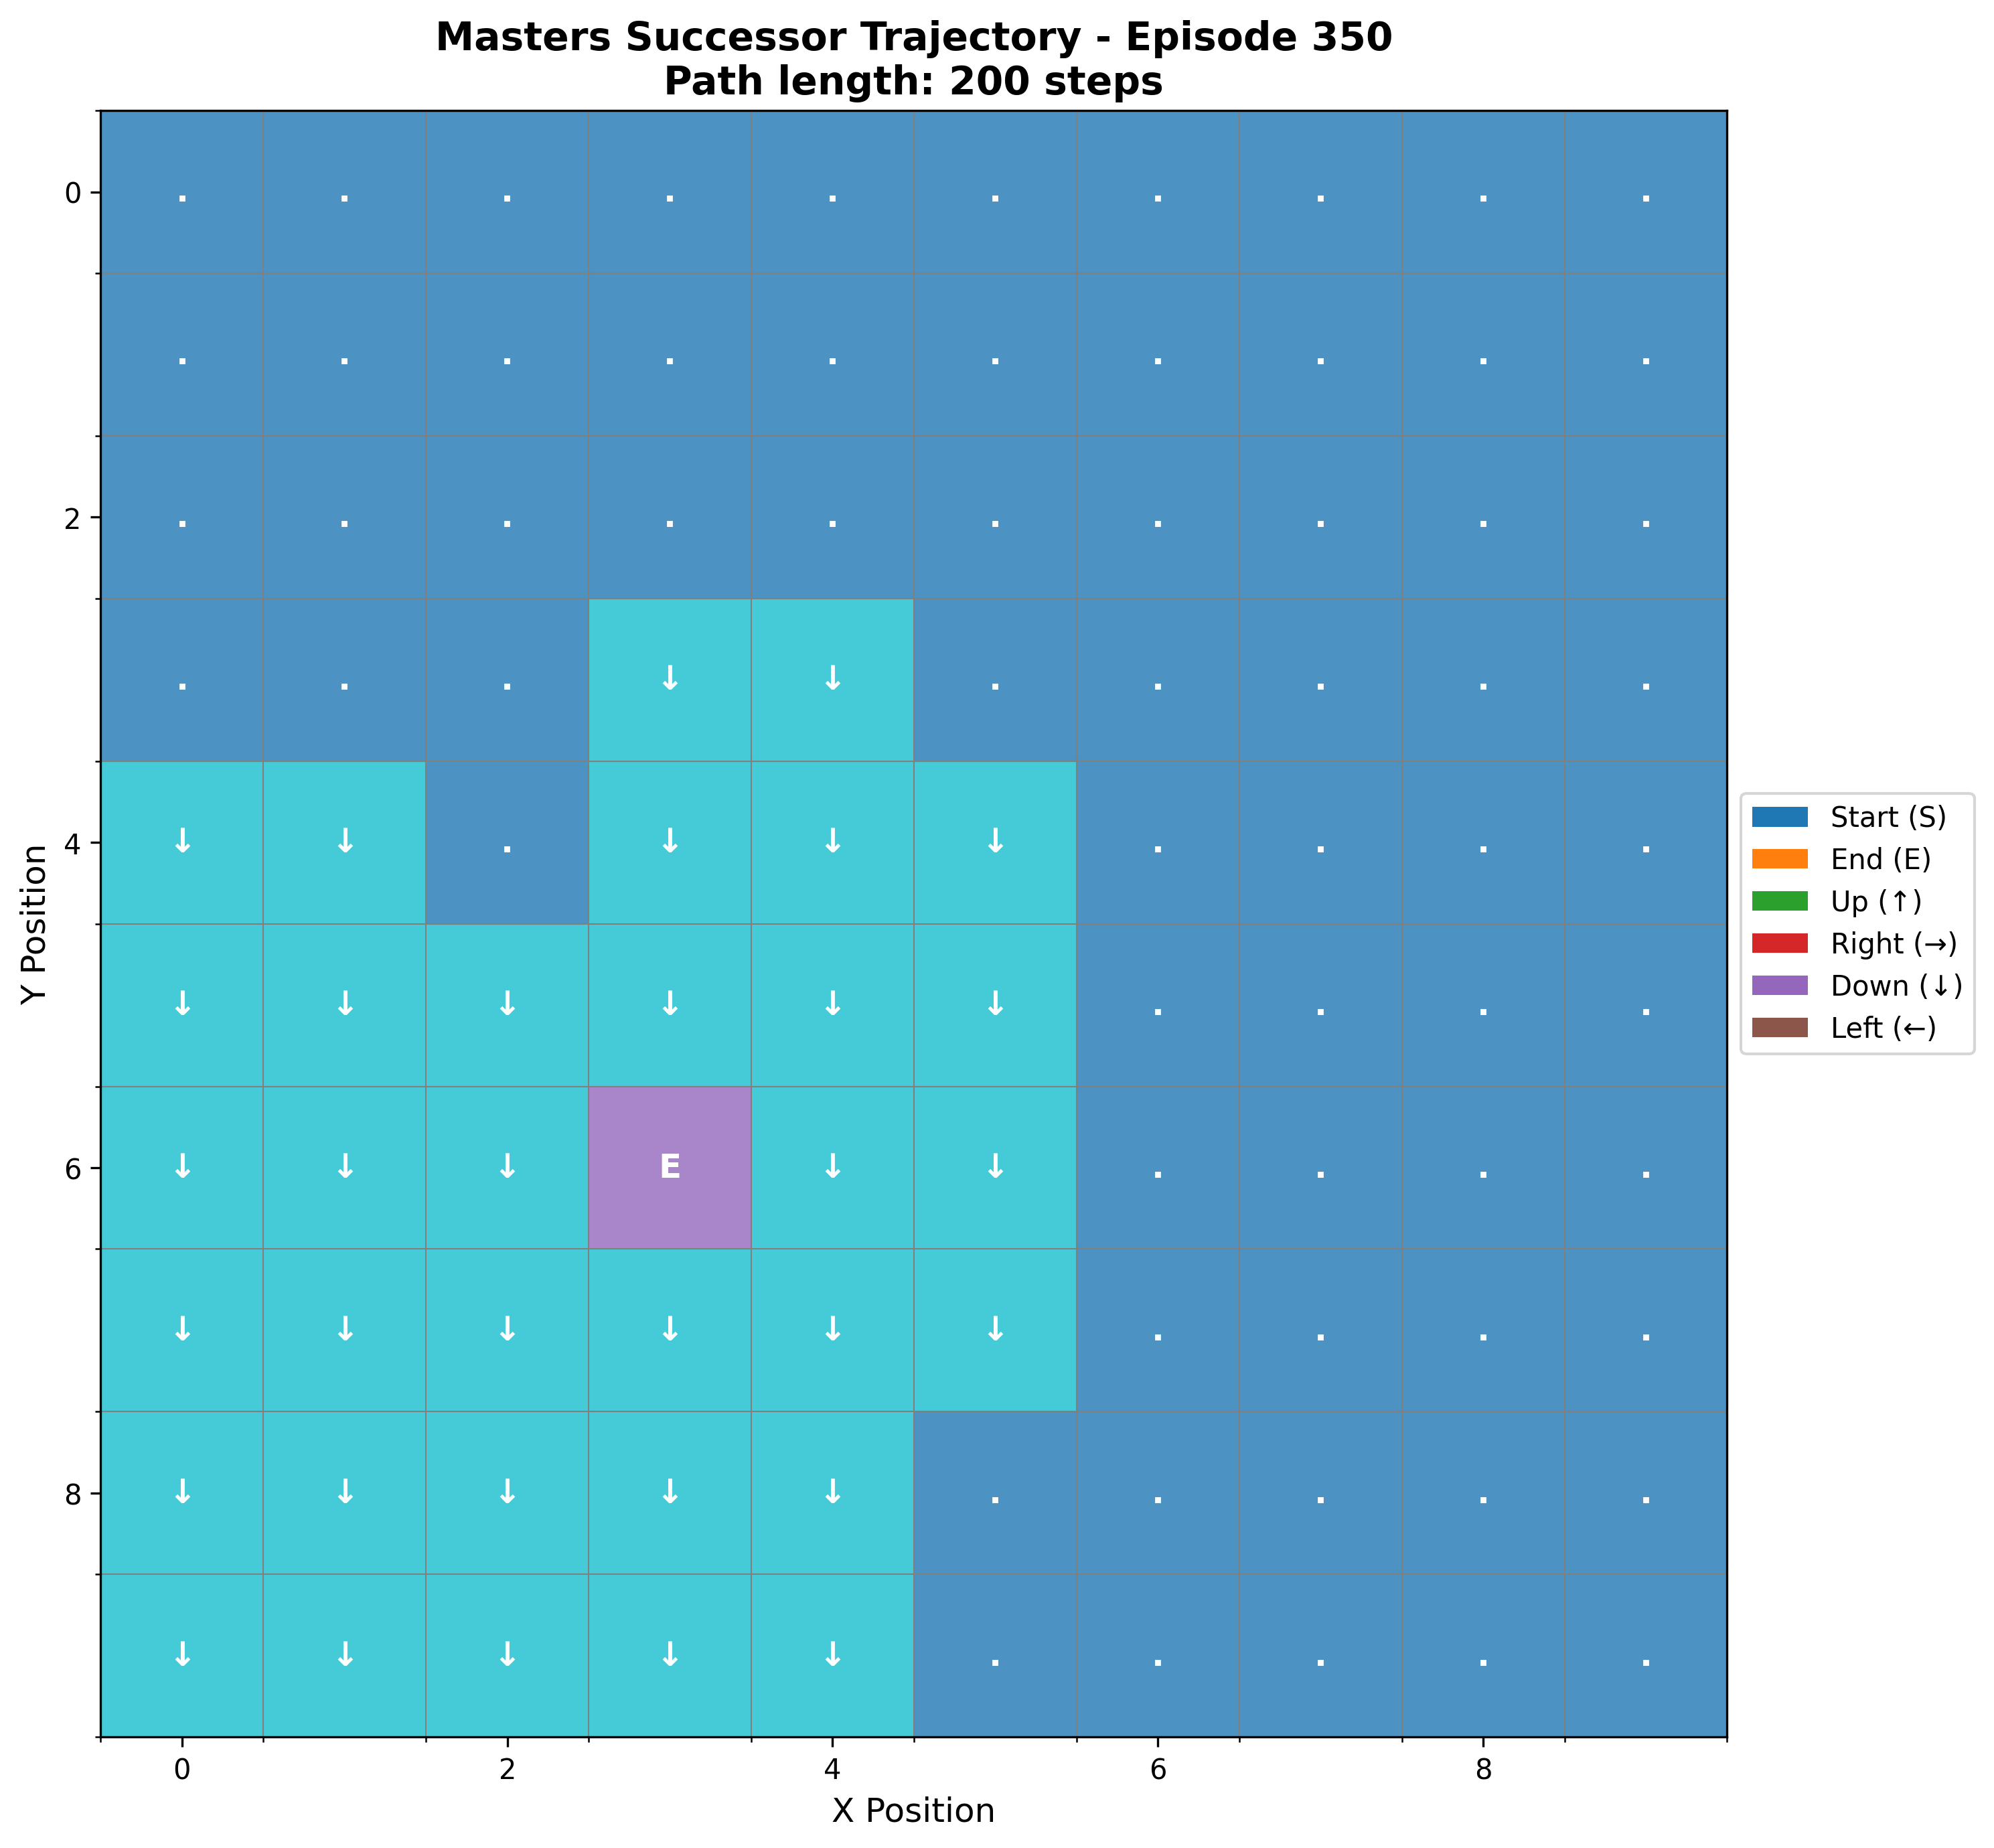 Masters Successor Trajectory - Episode 350
Path length: 200 steps
0 . . . . . . . . . .
. . . . . . . . . .
2 . . . . . . . . . .
. . . ↓ ↓ . . . . .
4 ↓ ↓ . ↓ ↓ ↓ . . . .
↓ ↓ ↓ ↓ ↓ ↓ . . . .
6 ↓ ↓ ↓ E ↓ ↓ . . . .
↓ ↓ ↓ ↓ ↓ ↓ . . . .
8 ↓ ↓ ↓ ↓ ↓ . . . . .
↓ ↓ ↓ ↓ ↓ . . . . .
0 2 4 6 8
X Position
Y Position
Start (S)
End (E)
Up (↑)
Right (→)
Down (↓)
Left (←)